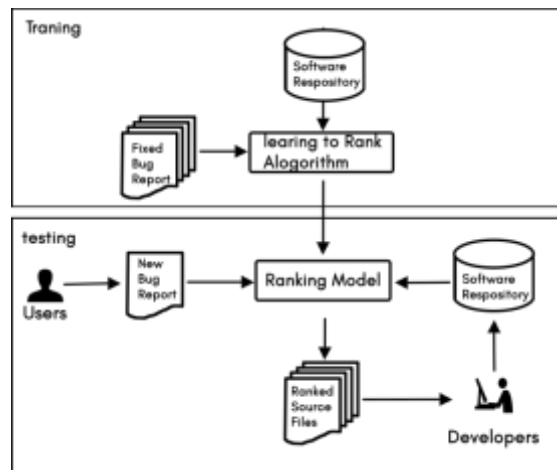 Traning
Software
Respository
Fixed
Bug
Report
learing to Rank
Alogorithm
testing
Users
New
Bug
Report
Ranking Model
Software
Respository
Ranked
Source
Files
Developers